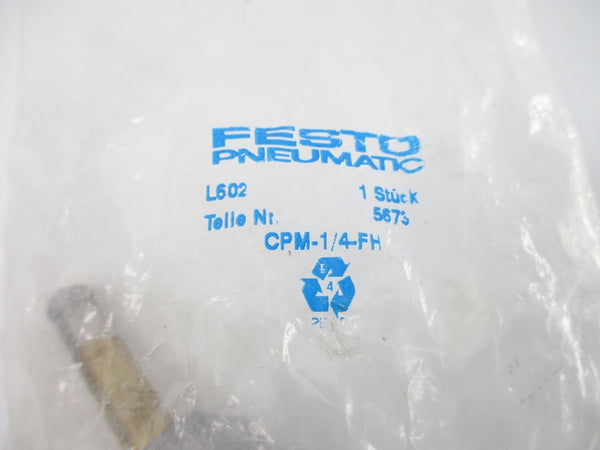 FESTO
PNEUMATIC
L602 1 Stück
Teile Nr. 5673
CPM-1/4-FH
4